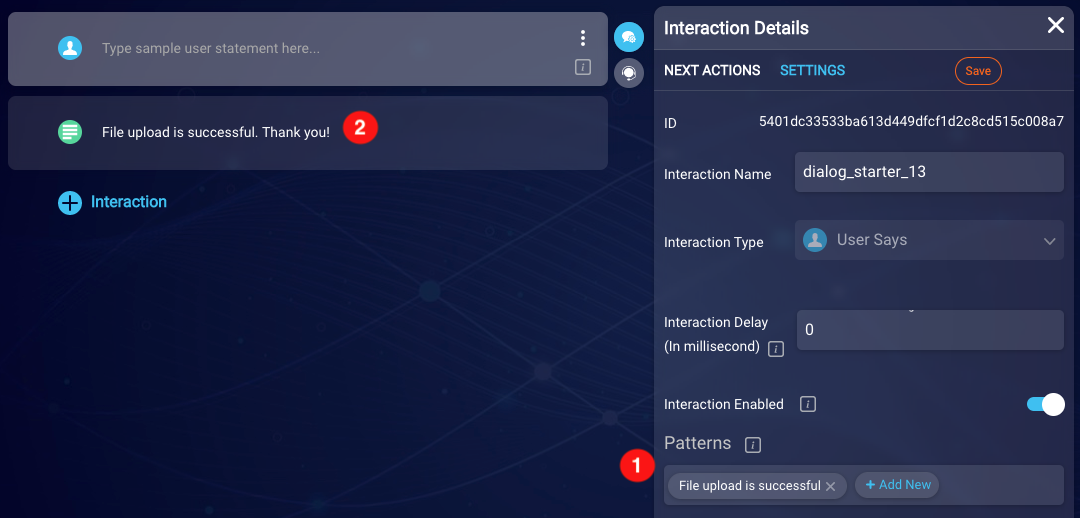 Type sample user statement here...
i
File upload is successful. Thank you!
2
Interaction
Interaction Details
NEXT ACTIONS SETTINGS Save
ID 5401dc33533ba613d449dfcf1d2c8cd515c008a7
Interaction Name dialog_starter_13
Interaction Type User Says
Interaction Delay
(In millisecond) i
0
Interaction Enabled i
Patterns i
1
File upload is successful × + Add New